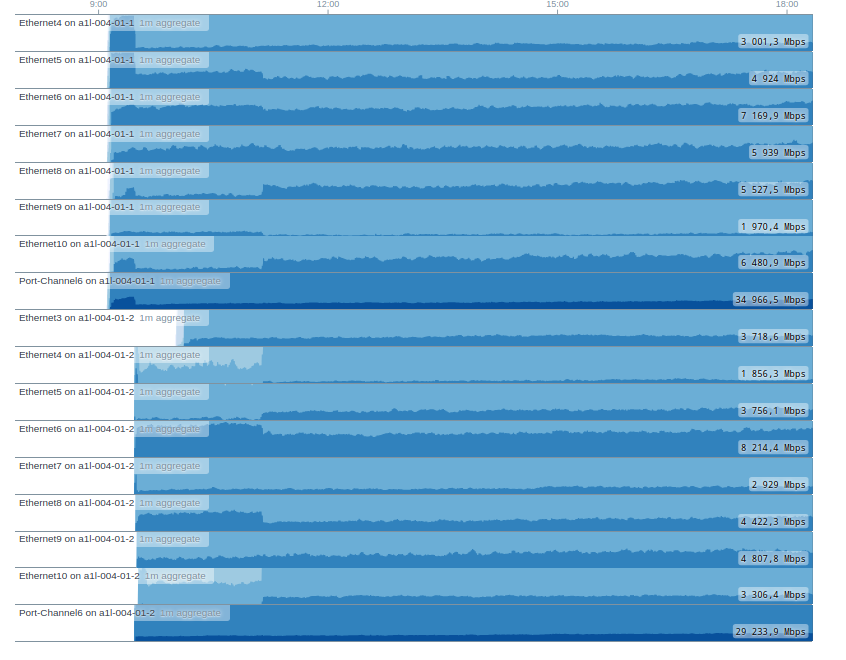 9:00 12:00 15:00 18:00
Ethernet4 on a1l-004-01-1 1m aggregate
3 001,3 Mbps
Ethernet5 on a1l-004-01-1 1m aggregate
4 924 Mbps
Ethernet6 on a1l-004-01-1 1m aggregate
7 169,9 Mbps
Ethernet7 on a1l-004-01-1 1m aggregate
5 939 Mbps
Ethernet8 on a1l-004-01-1 1m aggregate
5 527,5 Mbps
Ethernet9 on a1l-004-01-1 1m aggregate
1 970,4 Mbps
Ethernet10 on a1l-004-01-1 1m aggregate
6 480,9 Mbps
Port-Channel6 on a1l-004-01-1 1m aggregate
34 966,5 Mbps
Ethernet3 on a1l-004-01-2 1m aggregate
3 718,6 Mbps
Ethernet4 on a1l-004-01-2 1m aggregate
1 856,3 Mbps
Ethernet5 on a1l-004-01-2 1m aggregate
3 756,1 Mbps
Ethernet6 on a1l-004-01-2 1m aggregate
8 214,4 Mbps
Ethernet7 on a1l-004-01-2 1m aggregate
2 929 Mbps
Ethernet8 on a1l-004-01-2 1m aggregate
4 422,3 Mbps
Ethernet9 on a1l-004-01-2 1m aggregate
4 807,8 Mbps
Ethernet10 on a1l-004-01-2 1m aggregate
3 306,4 Mbps
Port-Channel6 on a1l-004-01-2 1m aggregate
29 233,9 Mbps